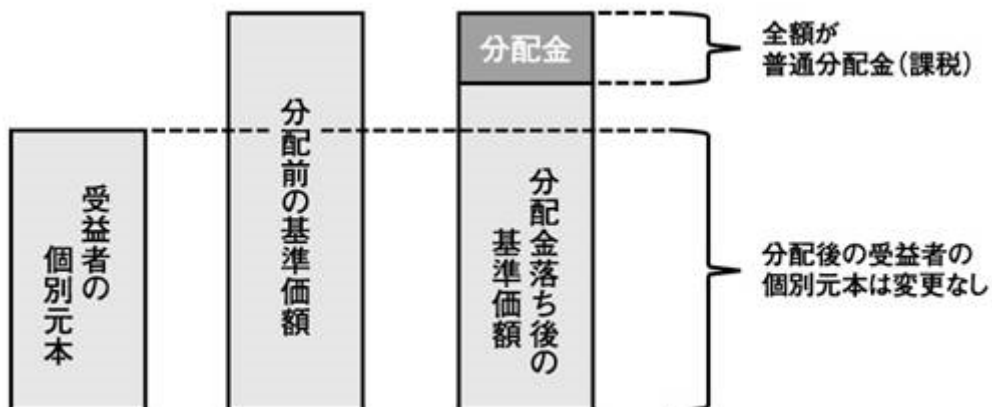 受益者の
個別元本
分配前の基準価額
分配金
分配金落ち後の
基準価額
全額が
普通分配金(課税)
分配後の受益者の
個別元本は変更なし